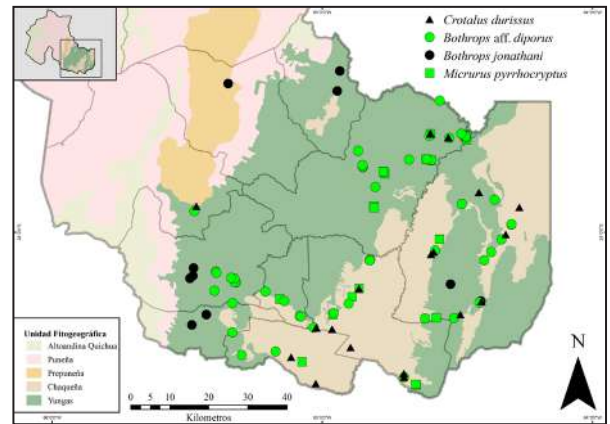 Crotalus durissus
Bothrops aff. diporus
Bothrops jonathani
Micrurus pyrrhocryptus
Unidad Fitogeográfica
Altoandina Quichua
Puneña
Prepuneña
Chaqueña
Yungas
0 5 10 20 30 40
Kilometros
N